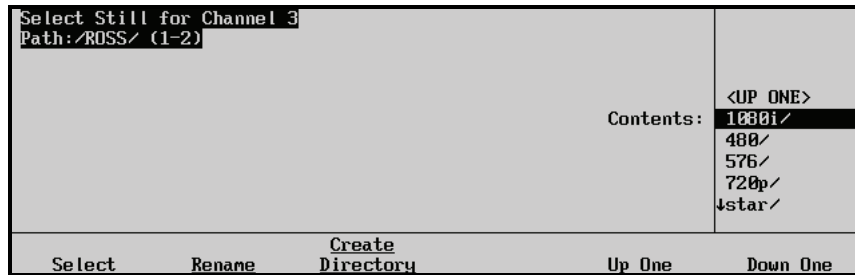 Select Still for Channel 3
Path:/ROSS/ (1-2)
<UP ONE>
Contents: 1080i/
480/
576/
720p/
↓star/
Create
Select Rename Directory Up One Down One